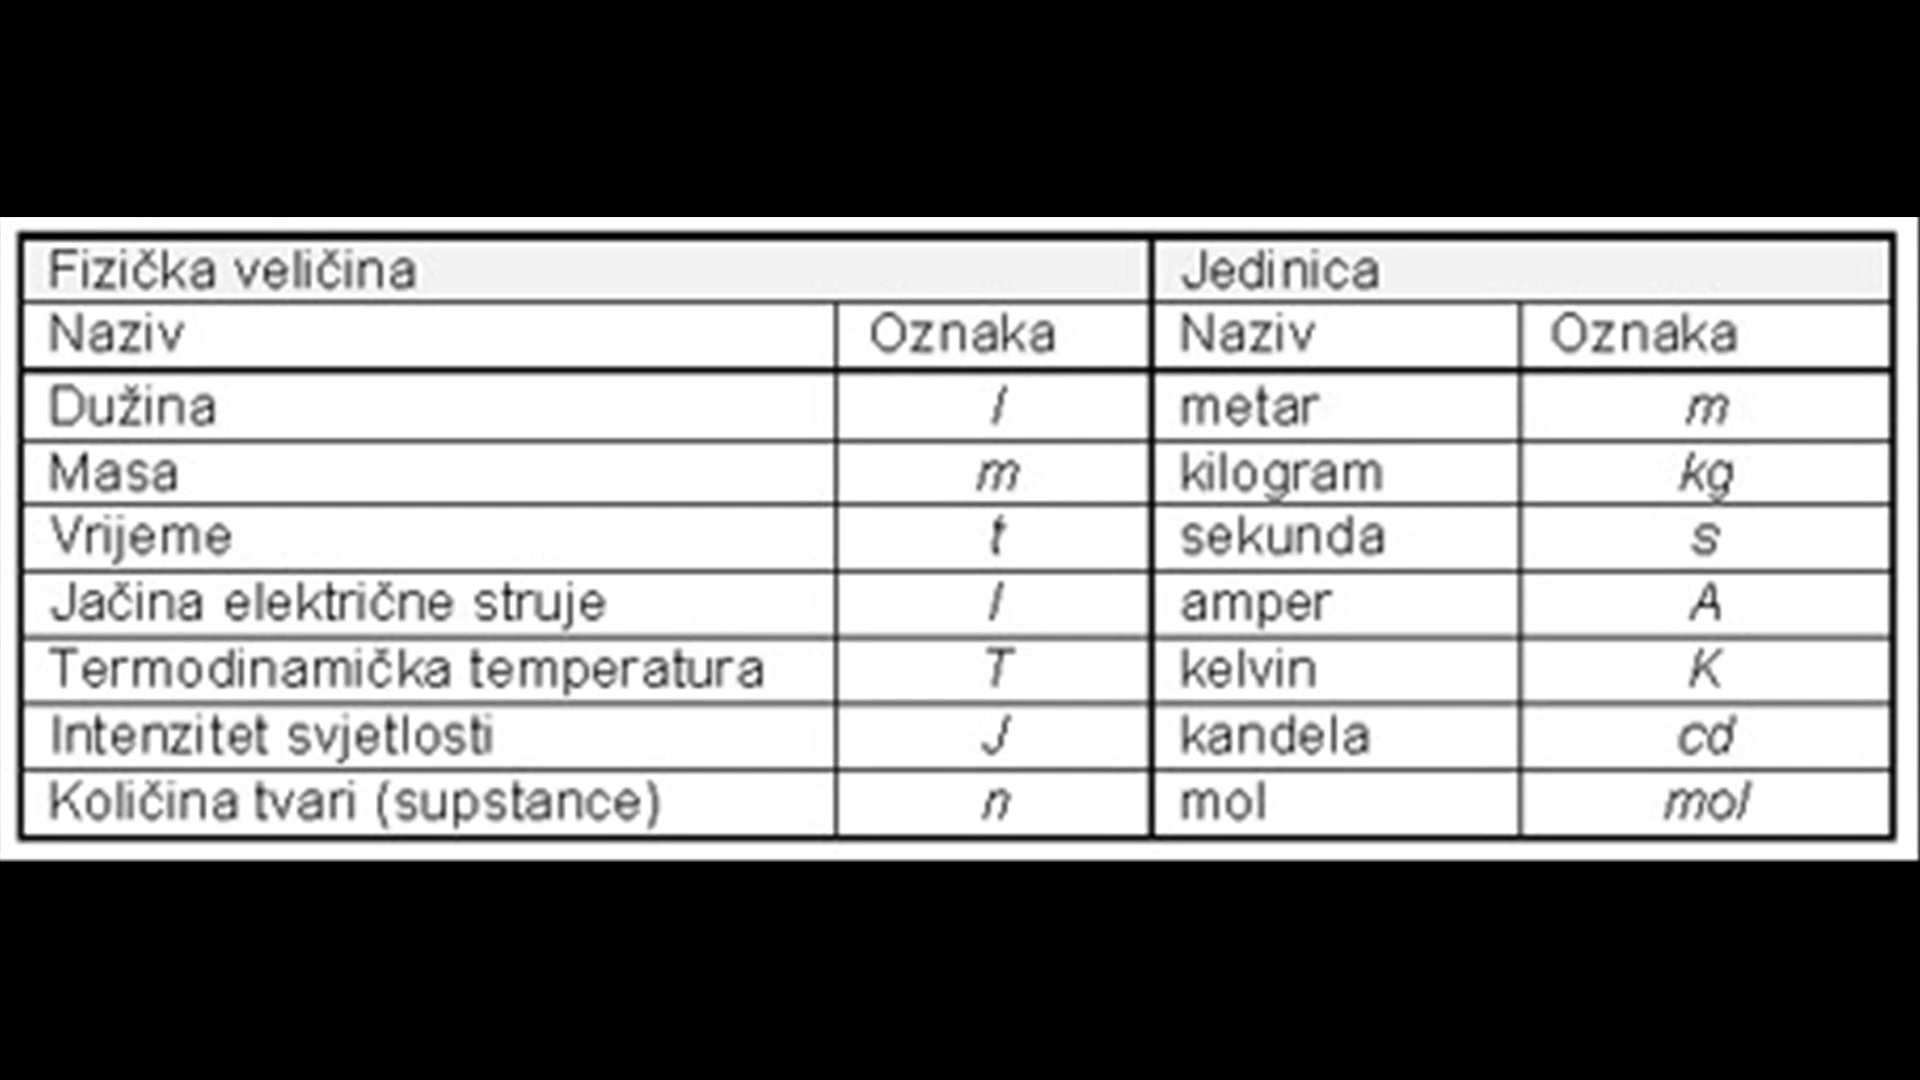 Fizička veličina Jedinica
Naziv Oznaka Naziv Oznaka
Dužina l metar m
Masa m kilogram kg
Vrijeme t sekunda s
Jačina električne struje I amper A
Termodinamička temperatura T kelvin K
Intenzitet svjetlosti J kandela cd
Količina tvari (supstance) n mol mol